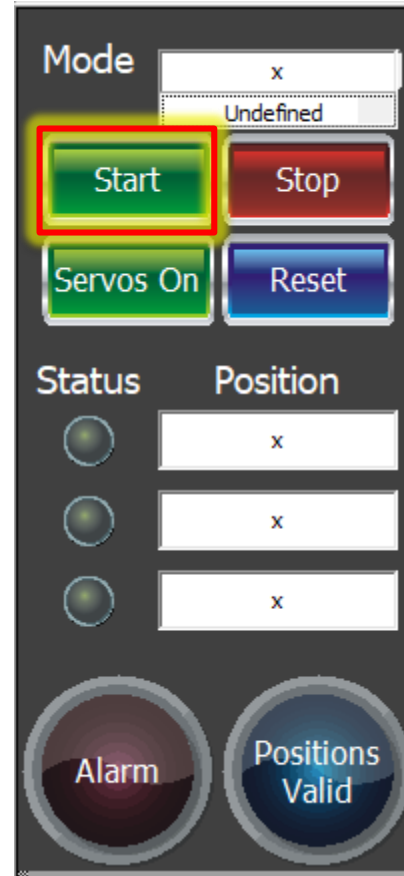 Mode
x
Undefined
Start Stop
Servos On Reset
Status Position
x
x
x
Alarm Positions
Valid